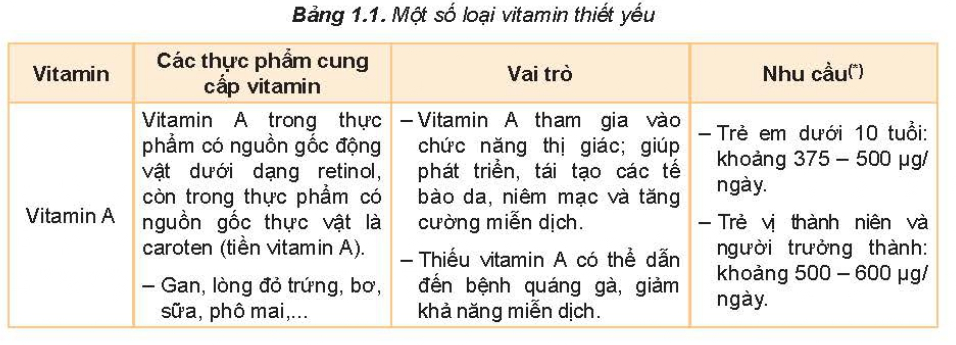 Bảng 1.1. Một số loại vitamin thiết yếu
Vitamin
Các thực phẩm cung
cấp vitamin
Vai trò
Nhu cầu(*)
Vitamin A
Vitamin A trong thực
phẩm có nguồn gốc động
vật dưới dạng retinol,
còn trong thực phẩm có
nguồn gốc thực vật là
caroten (tiền vitamin A).
– Gan, lòng đỏ trứng, bơ,
sữa, phô mai,...
– Vitamin A tham gia vào
chức năng thị giác; giúp
phát triển, tái tạo các tế
bào da, niêm mạc và tăng
cường miễn dịch.
– Thiếu vitamin A có thể dẫn
đến bệnh quáng gà, giảm
khả năng miễn dịch.
– Trẻ em dưới 10 tuổi:
khoảng 375 – 500 µg/
ngày.
– Trẻ vị thành niên và
người trưởng thành:
khoảng 500 – 600 µg/
ngày.